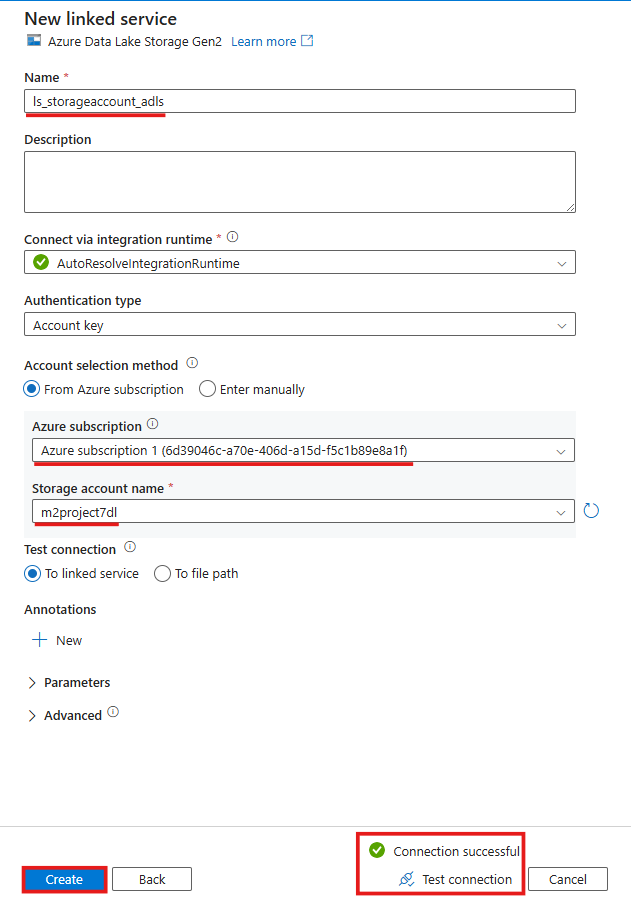 New linked service
Azure Data Lake Storage Gen2 Learn more
Name *
ls_storageaccount_adls
Description
Connect via integration runtime *
AutoResolveIntegrationRuntime
Authentication type
Account key
Account selection method
From Azure subscription Enter manually
Azure subscription
Azure subscription 1 (6d39046c-a70e-406d-a15d-f5c1b89e8a1f)
Storage account name *
m2project7dl
Test connection
To linked service To file path
Annotations
New
Parameters
Advanced
Connection successful
Create Back Test connection Cancel